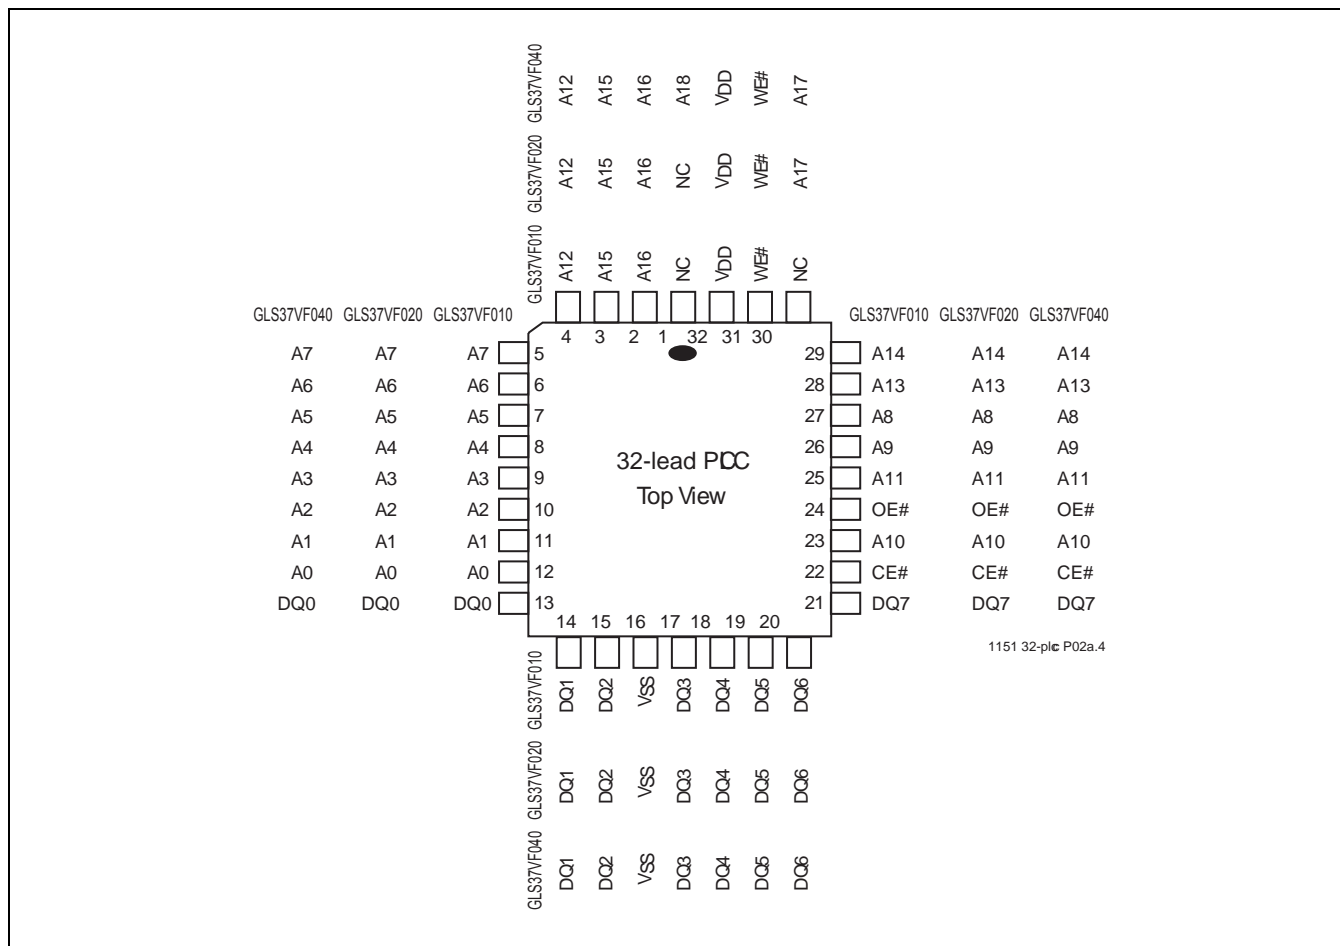 GLS37VF040 A12 A15 A16 A18 VDD WE# A17
GLS37VF020 A12 A15 A16 NC VDD WE# A17
GLS37VF010 A12 A15 A16 NC VDD WE# NC
GLS37VF040 GLS37VF020 GLS37VF010 GLS37VF010 GLS37VF020 GLS37VF040
4 3 2 1 32 31 30
A7 A7 A7 5 29 A14 A14 A14
A6 A6 A6 6 28 A13 A13 A13
A5 A5 A5 7 27 A8 A8 A8
A4 A4 A4 8 26 A9 A9 A9
32-lead PLCC
A3 A3 A3 9 25 A11 A11 A11
Top View
A2 A2 A2 10 24 OE# OE# OE#
A1 A1 A1 11 23 A10 A10 A10
A0 A0 A0 12 22 CE# CE# CE#
DQ0 DQ0 DQ0 13 21 DQ7 DQ7 DQ7
14 15 16 17 18 19 20
1151 32-plcc P02a.4
GLS37VF010 DQ1 DQ2 VSS DQ3 DQ4 DQ5 DQ6
GLS37VF020 DQ1 DQ2 VSS DQ3 DQ4 DQ5 DQ6
GLS37VF040 DQ1 DQ2 VSS DQ3 DQ4 DQ5 DQ6